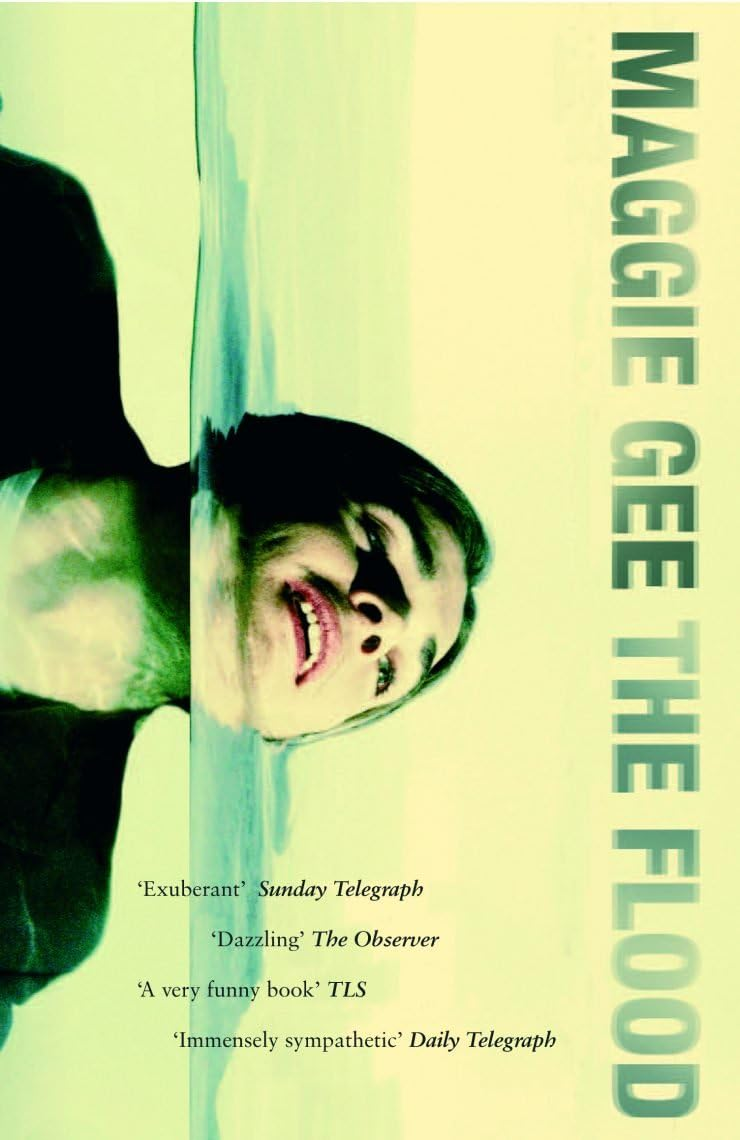 MAGGIE GEE THE FLOOD
‘Exuberant’ Sunday Telegraph
‘Dazzling’ The Observer
‘A very funny book’ TLS
‘Immensely sympathetic’ Daily Telegraph